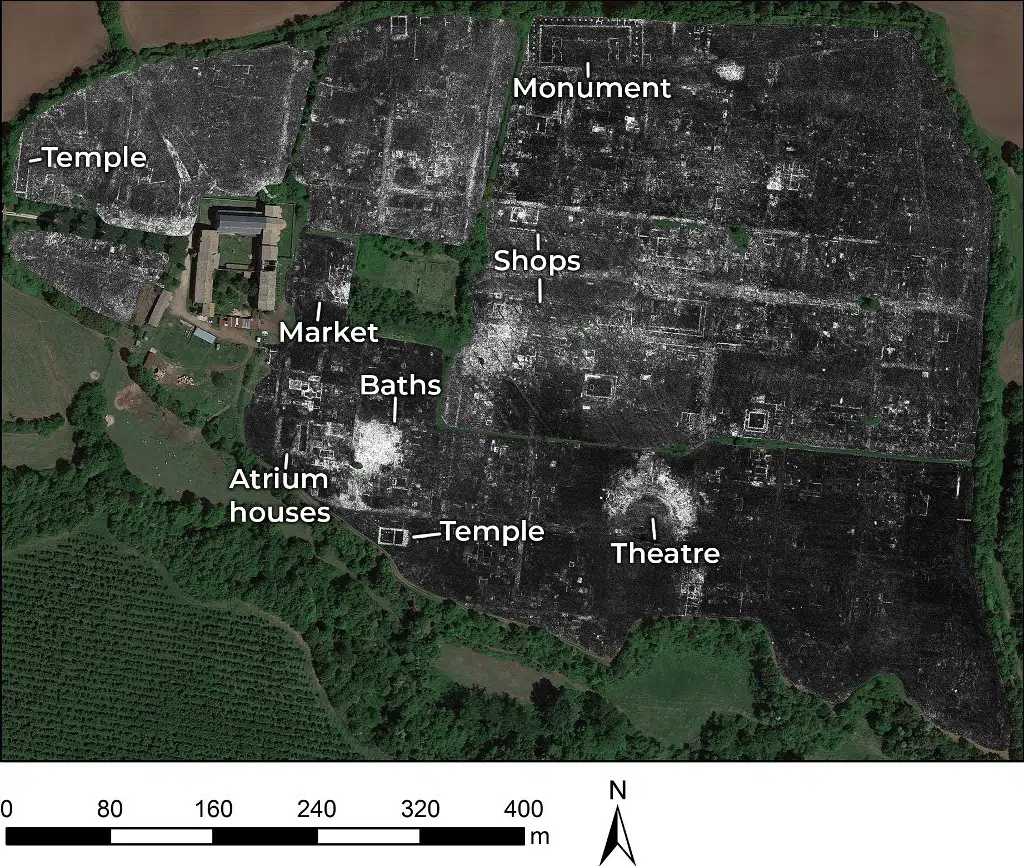 Monument
Temple
Shops
Market
Baths
Atrium
houses
Temple
Theatre
N
0 80 160 240 320 400
m